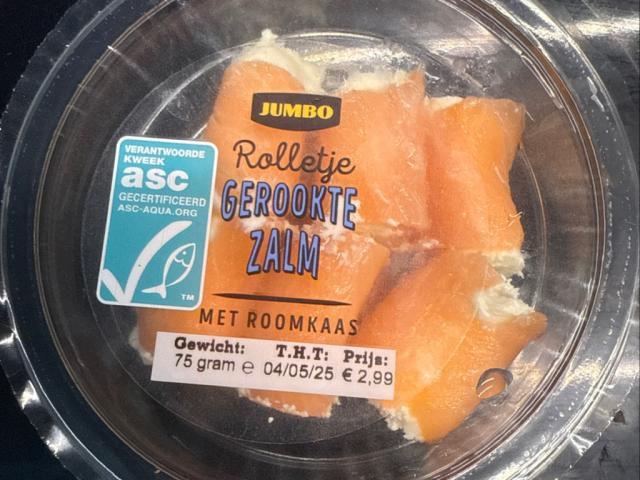 JUMBO
Rolletje
GEROOKTE
ZALM
MET ROOMKAAS
VERANTWOORDE
KWEEK
asc
GECERTIFICEERD
ASC-AQUA.ORG
TM
Gewicht: T.H.T: Prijs:
75 gram e 04/05/25 € 2,99